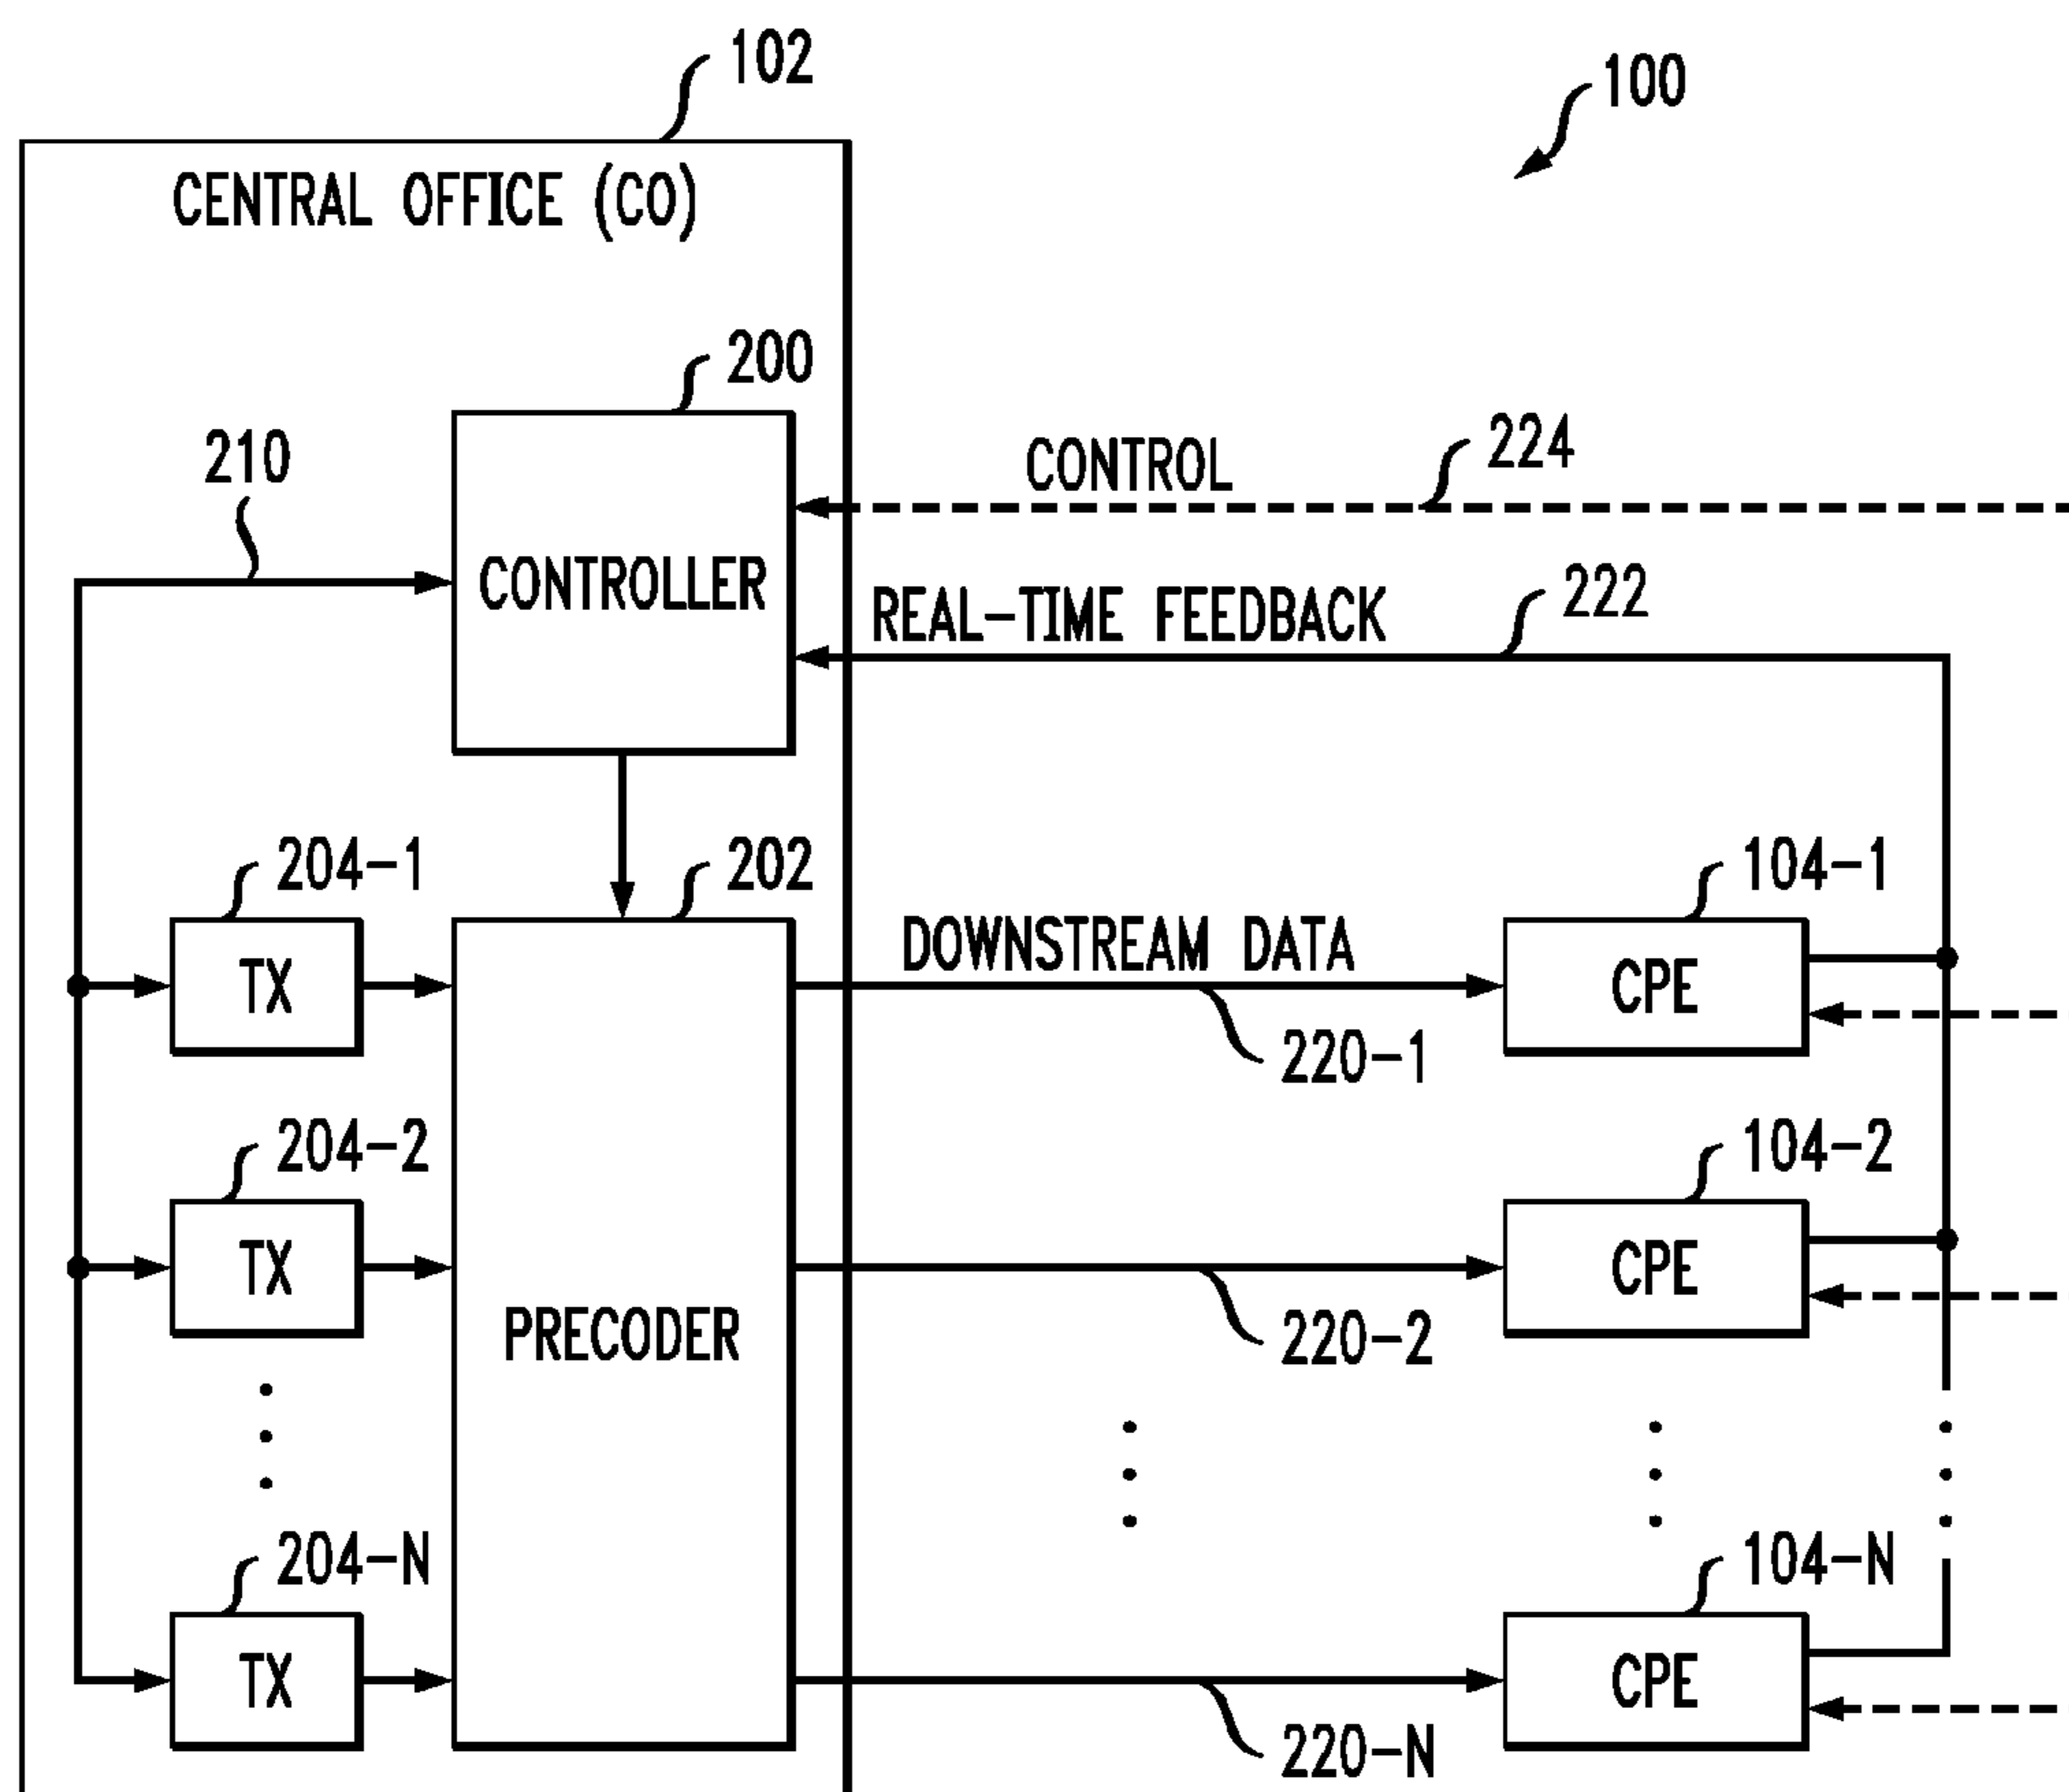 102
100
CENTRAL OFFICE (CO)
200
210
CONTROL
224
CONTROLLER
REAL-TIME FEEDBACK
222
204-1
202
104-1
TX
DOWNSTREAM DATA
CPE
220-1
204-2
104-2
TX
CPE
PRECODER
220-2
204-N
104-N
TX
CPE
220-N